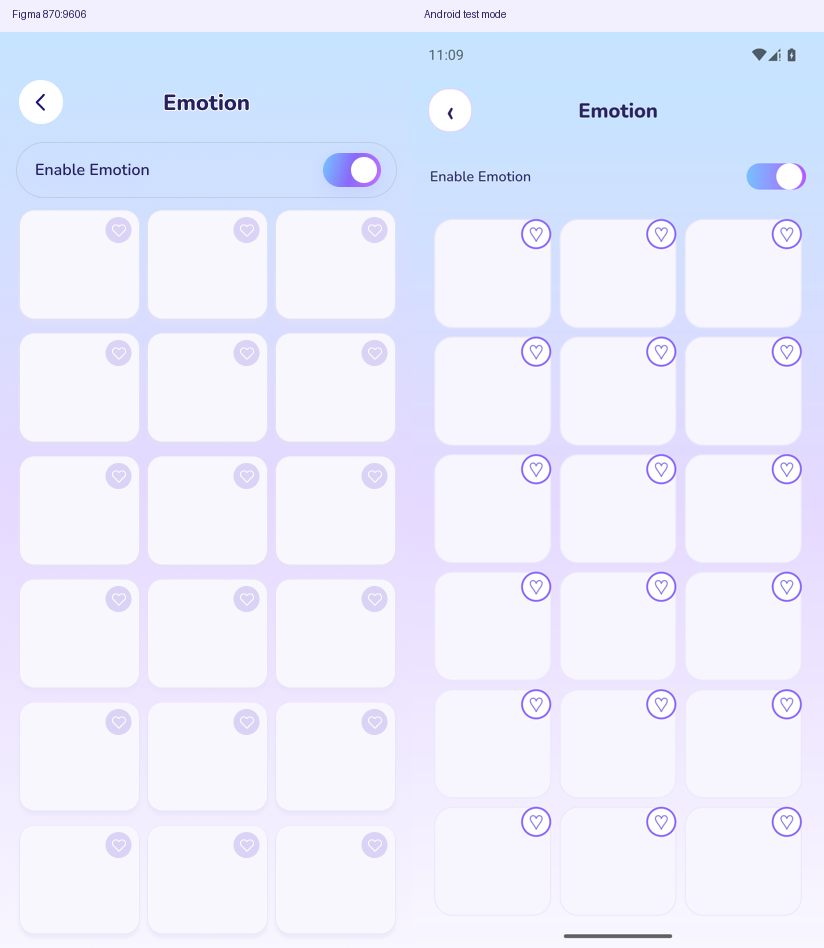 Figma 870:9606
Android test mode
11:09
Emotion
Emotion
Enable Emotion
Enable Emotion